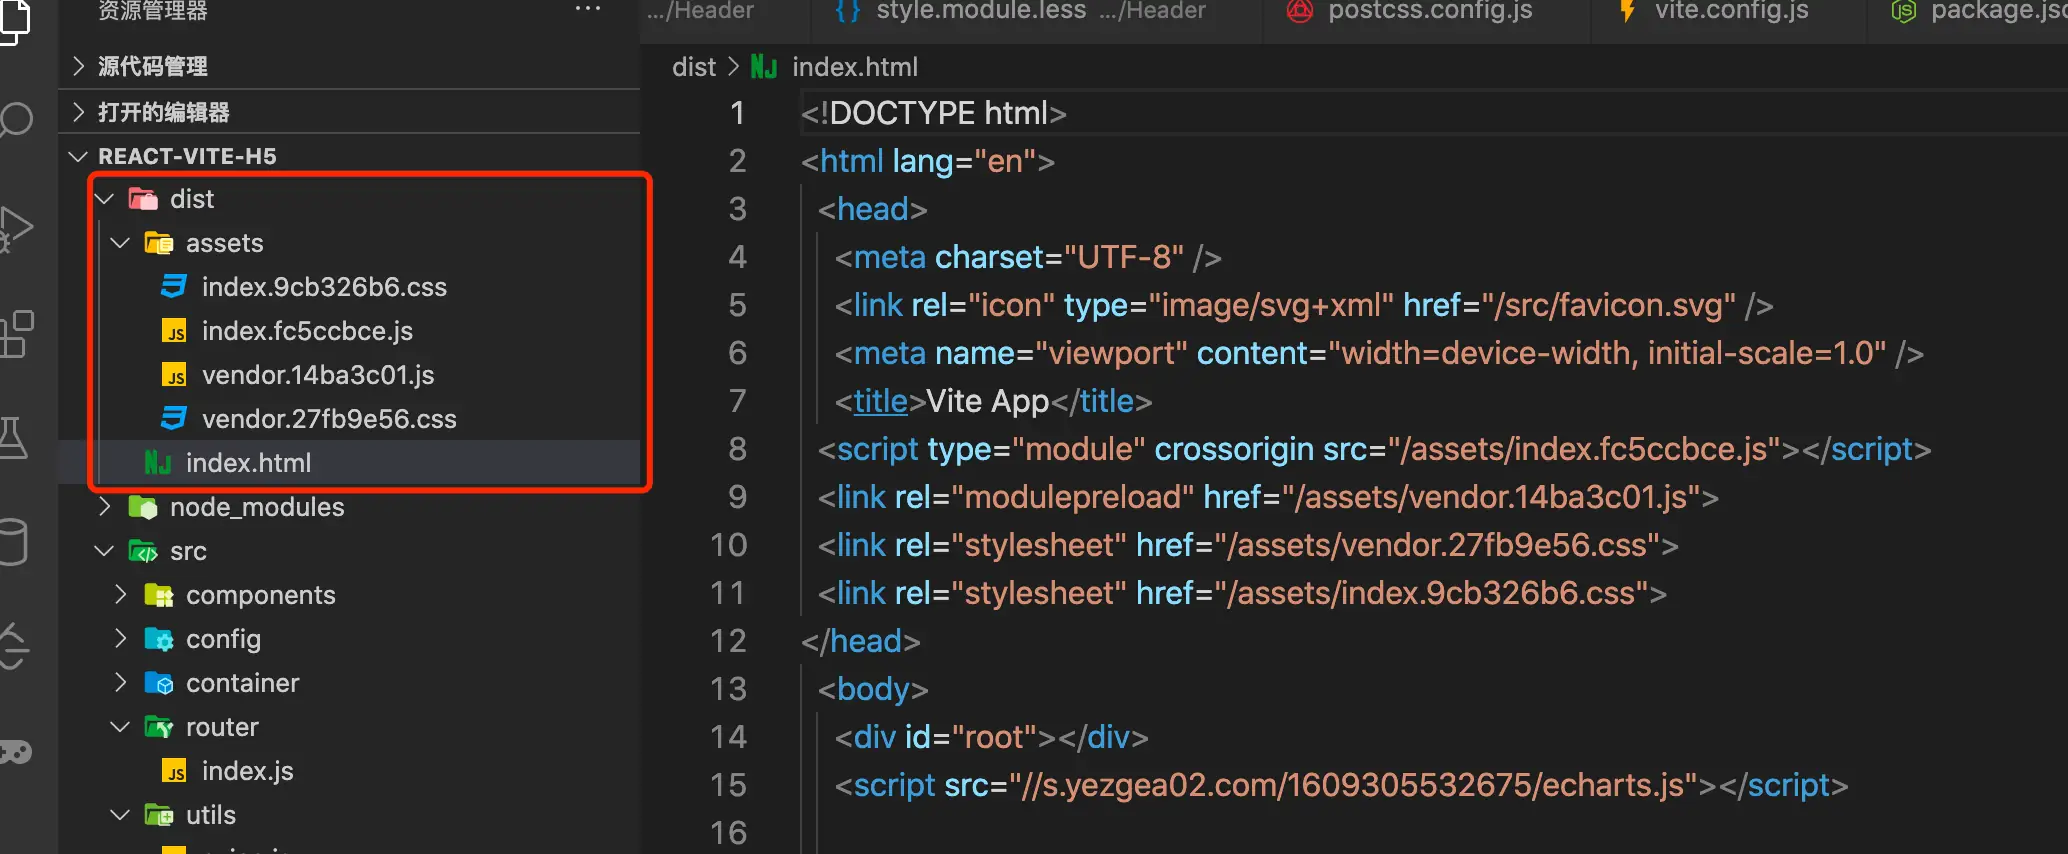 资源管理器
···
源代码管理
打开的编辑器
REACT-VITE-H5
dist
assets
index.9cb326b6.css
index.fc5ccbce.js
vendor.14ba3c01.js
vendor.27fb9e56.css
index.html
node_modules
src
components
config
container
router
index.js
utils
.../Header
style.module.less .../Header
postcss.config.js
vite.config.js
dist > index.html
1 <!DOCTYPE html>
2 <html lang="en">
3 <head>
4 <meta charset="UTF-8" />
5 <link rel="icon" type="image/svg+xml" href="/src/favicon.svg" />
6 <meta name="viewport" content="width=device-width, initial-scale=1.0" />
7 <title>Vite App</title>
8 <script type="module" crossorigin src="/assets/index.fc5ccbce.js"></script>
9 <link rel="modulepreload" href="/assets/vendor.14ba3c01.js">
10 <link rel="stylesheet" href="/assets/vendor.27fb9e56.css">
11 <link rel="stylesheet" href="/assets/index.9cb326b6.css">
12 </head>
13 <body>
14 <div id="root"></div>
15 <script src="//s.yezgea02.com/1609305532675/echarts.js"></script>
16